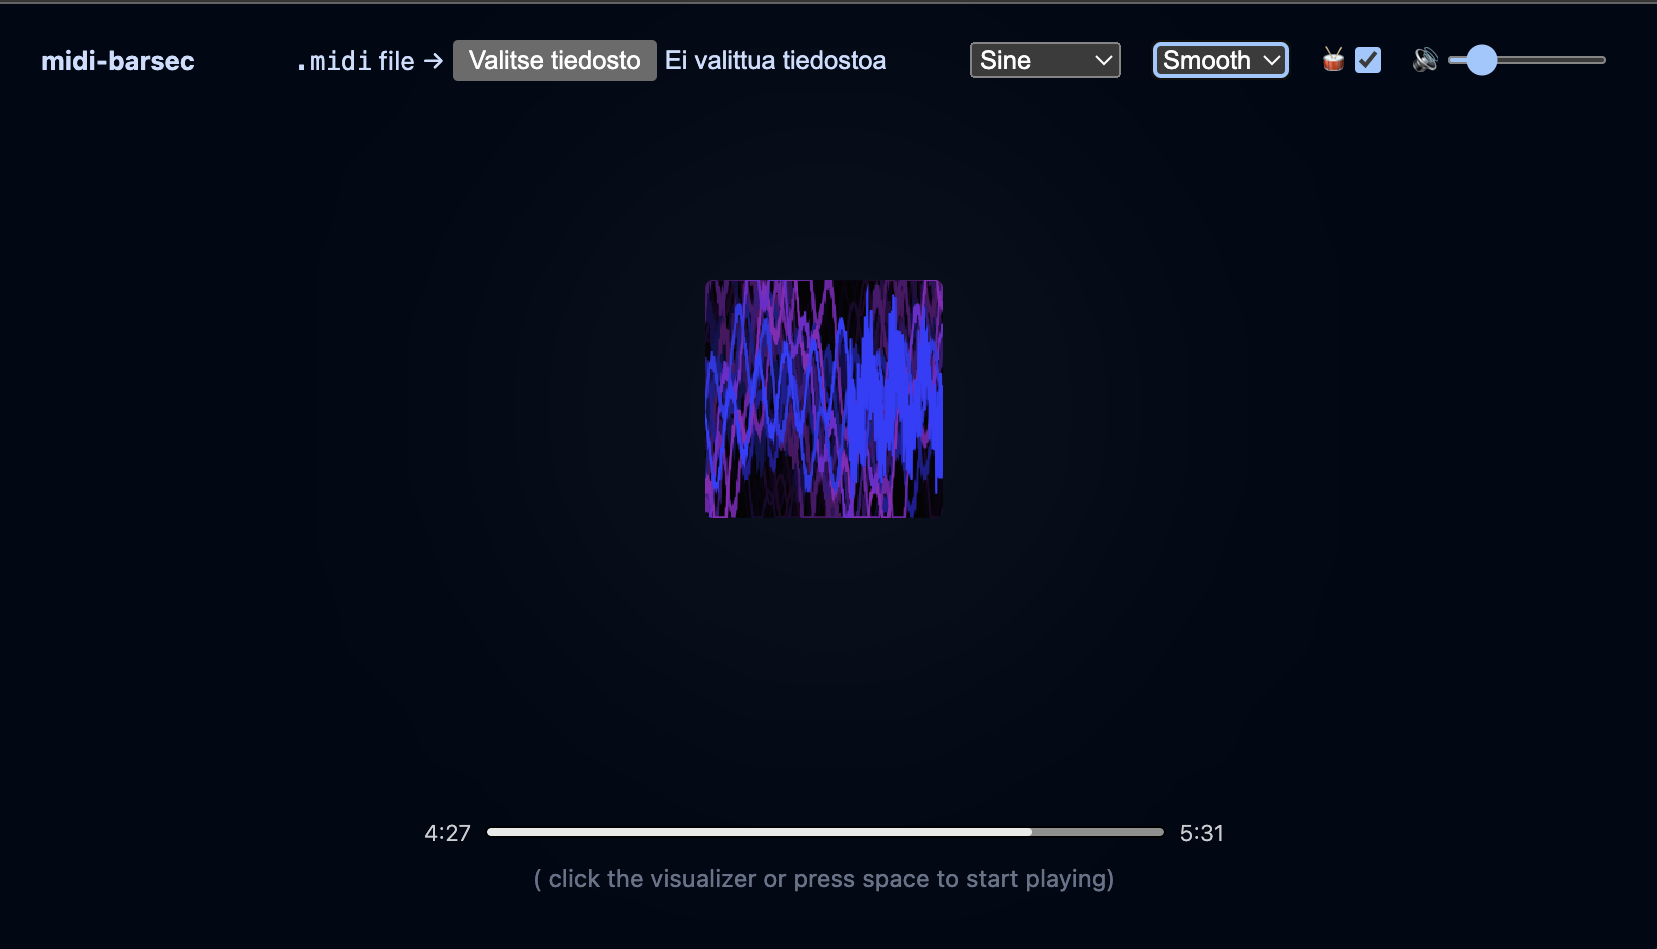 midi-barsec
.midi file → Valitse tiedosto Ei valittua tiedostoa
Sine
Smooth
4:27
5:31
( click the visualizer or press space to start playing)